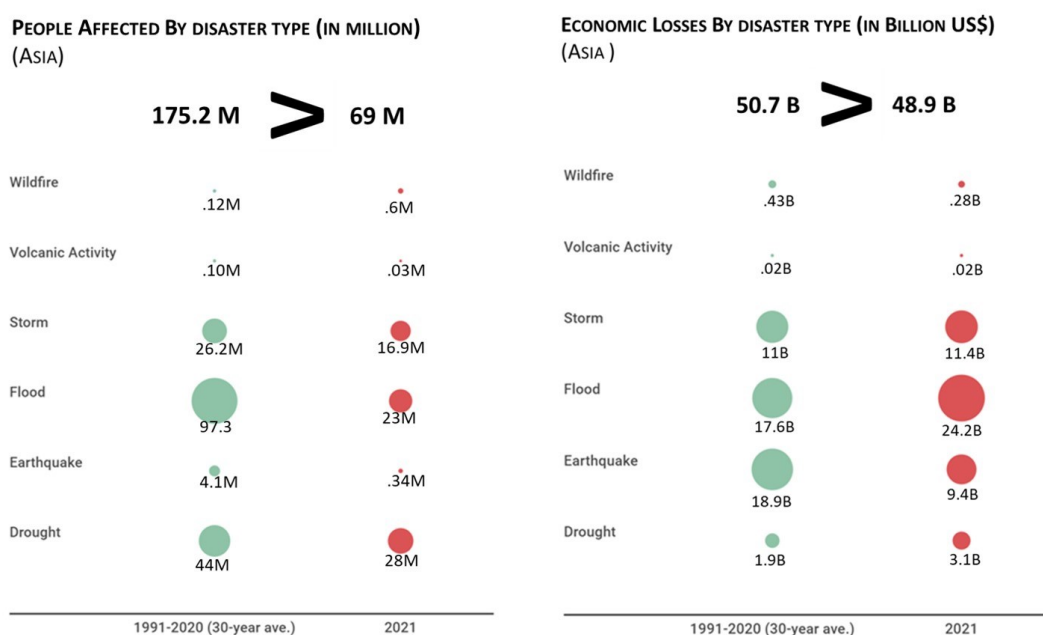 PEOPLE AFFECTED BY DISASTER TYPE (IN MILLION)
(ASIA)
175.2 M > 69 M
Wildfire
.12M .6M
Volcanic Activity
.10M .03M
Storm
26.2M 16.9M
Flood
97.3 23M
Earthquake
4.1M .34M
Drought
44M 28M
1991-2020 (30-year ave.) 2021
ECONOMIC LOSSES BY DISASTER TYPE (IN BILLION US$)
(ASIA )
50.7 B > 48.9 B
Wildfire
.43B .28B
Volcanic Activity
.02B .02B
Storm
11B 11.4B
Flood
17.6B 24.2B
Earthquake
18.9B 9.4B
Drought
1.9B 3.1B
1991-2020 (30-year ave.) 2021